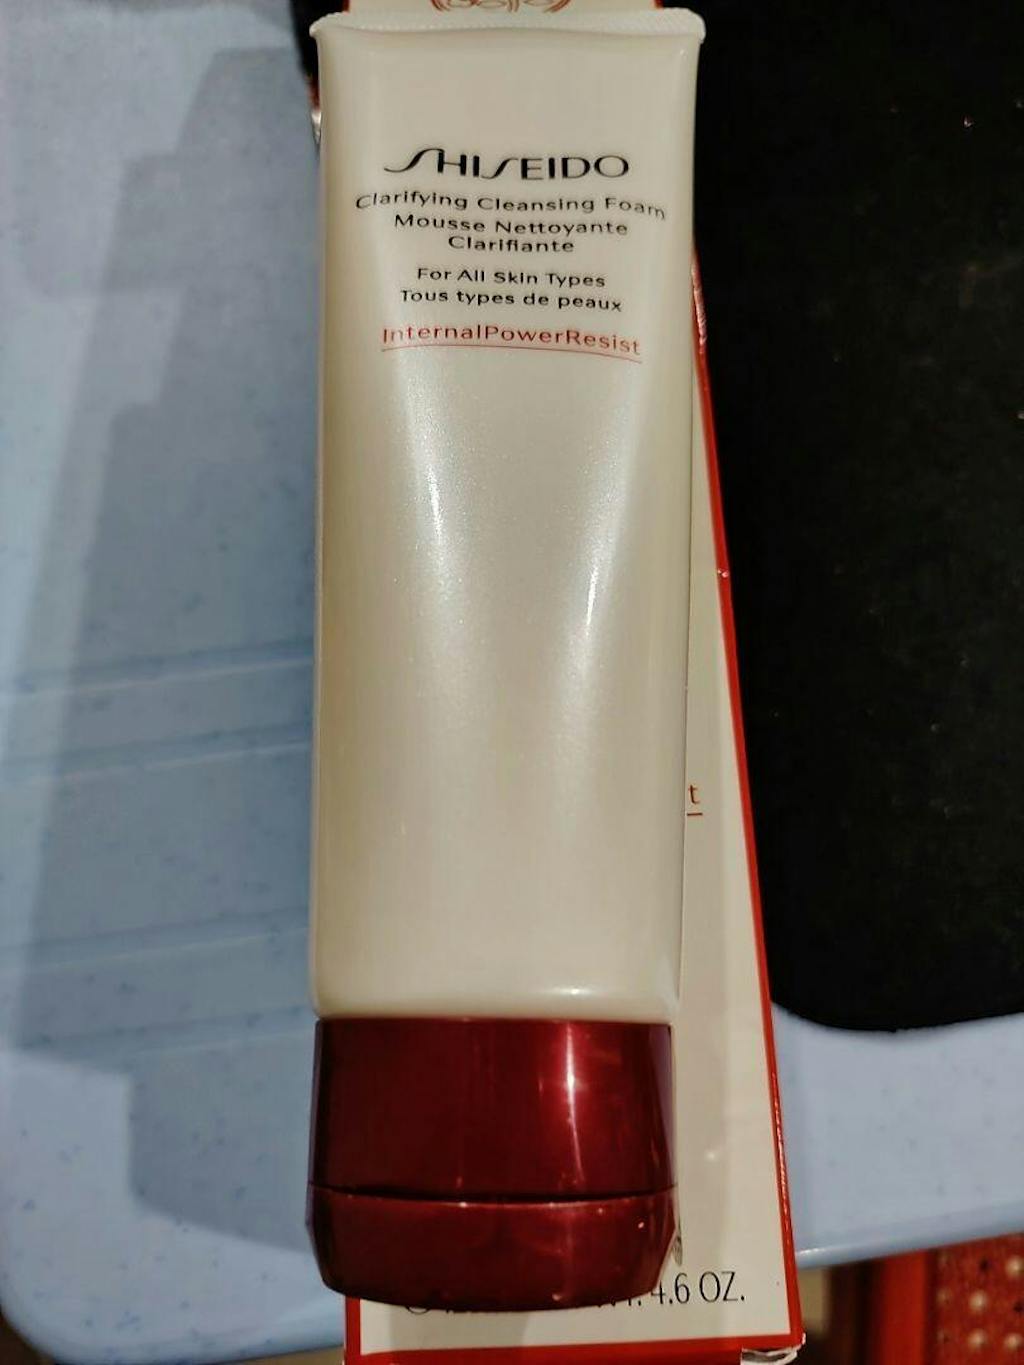 SHISEIDO
Clarifying Cleansing Foam
Mousse Nettoyante
Clarifiante
For All Skin Types
Tous types de peaux
InternalPowerResist
t
4.6 OZ.